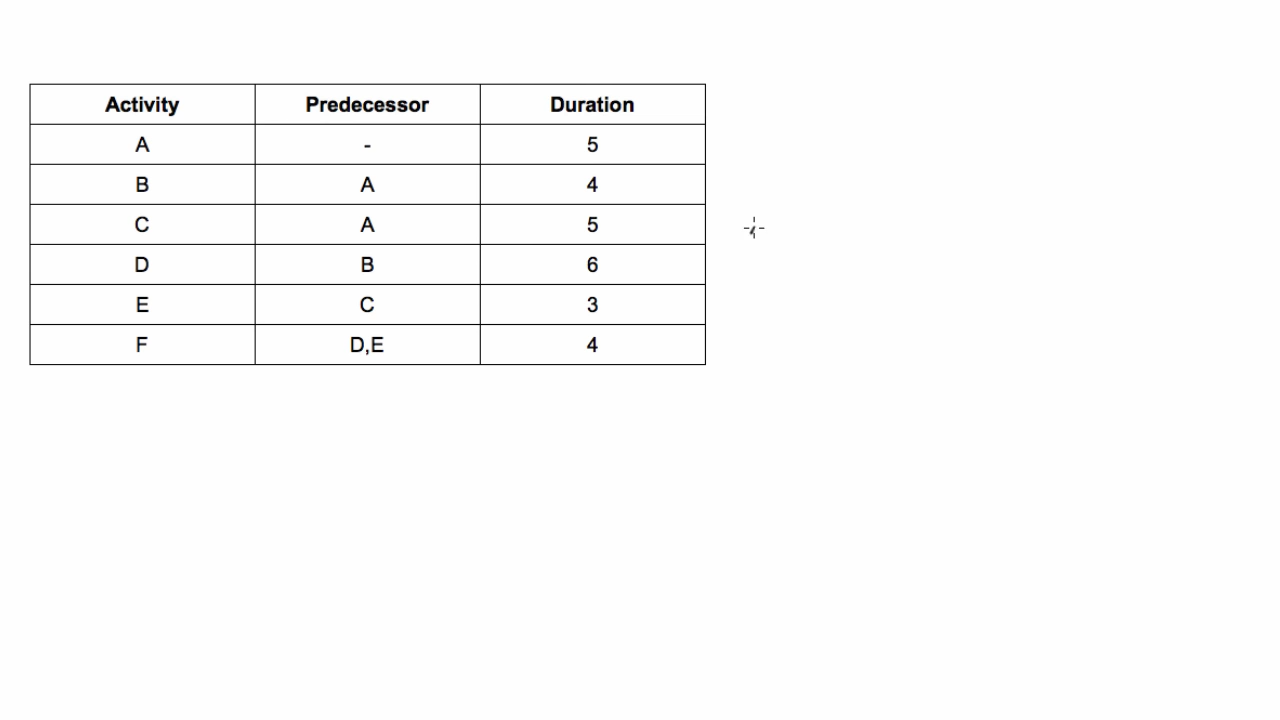 Activity Predecessor Duration
A - 5
B A 4
C A 5
D B 6
E C 3
F D,E 4